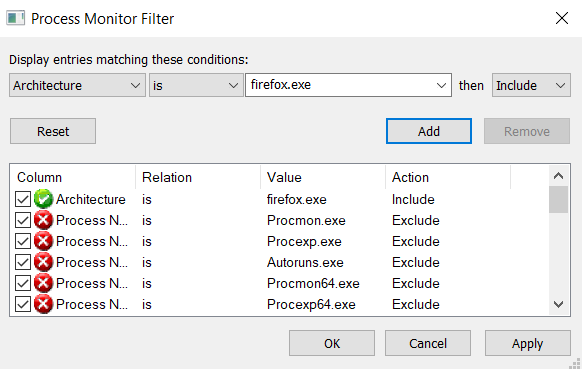 Process Monitor Filter
Display entries matching these conditions:
Architecture is firefox.exe then Include
Reset Add Remove
Column Relation Value Action
Architecture is firefox.exe Include
Process N... is Procmon.exe Exclude
Process N... is Procexp.exe Exclude
Process N... is Autoruns.exe Exclude
Process N... is Procmon64.exe Exclude
Process N... is Procexp64.exe Exclude
OK Cancel Apply